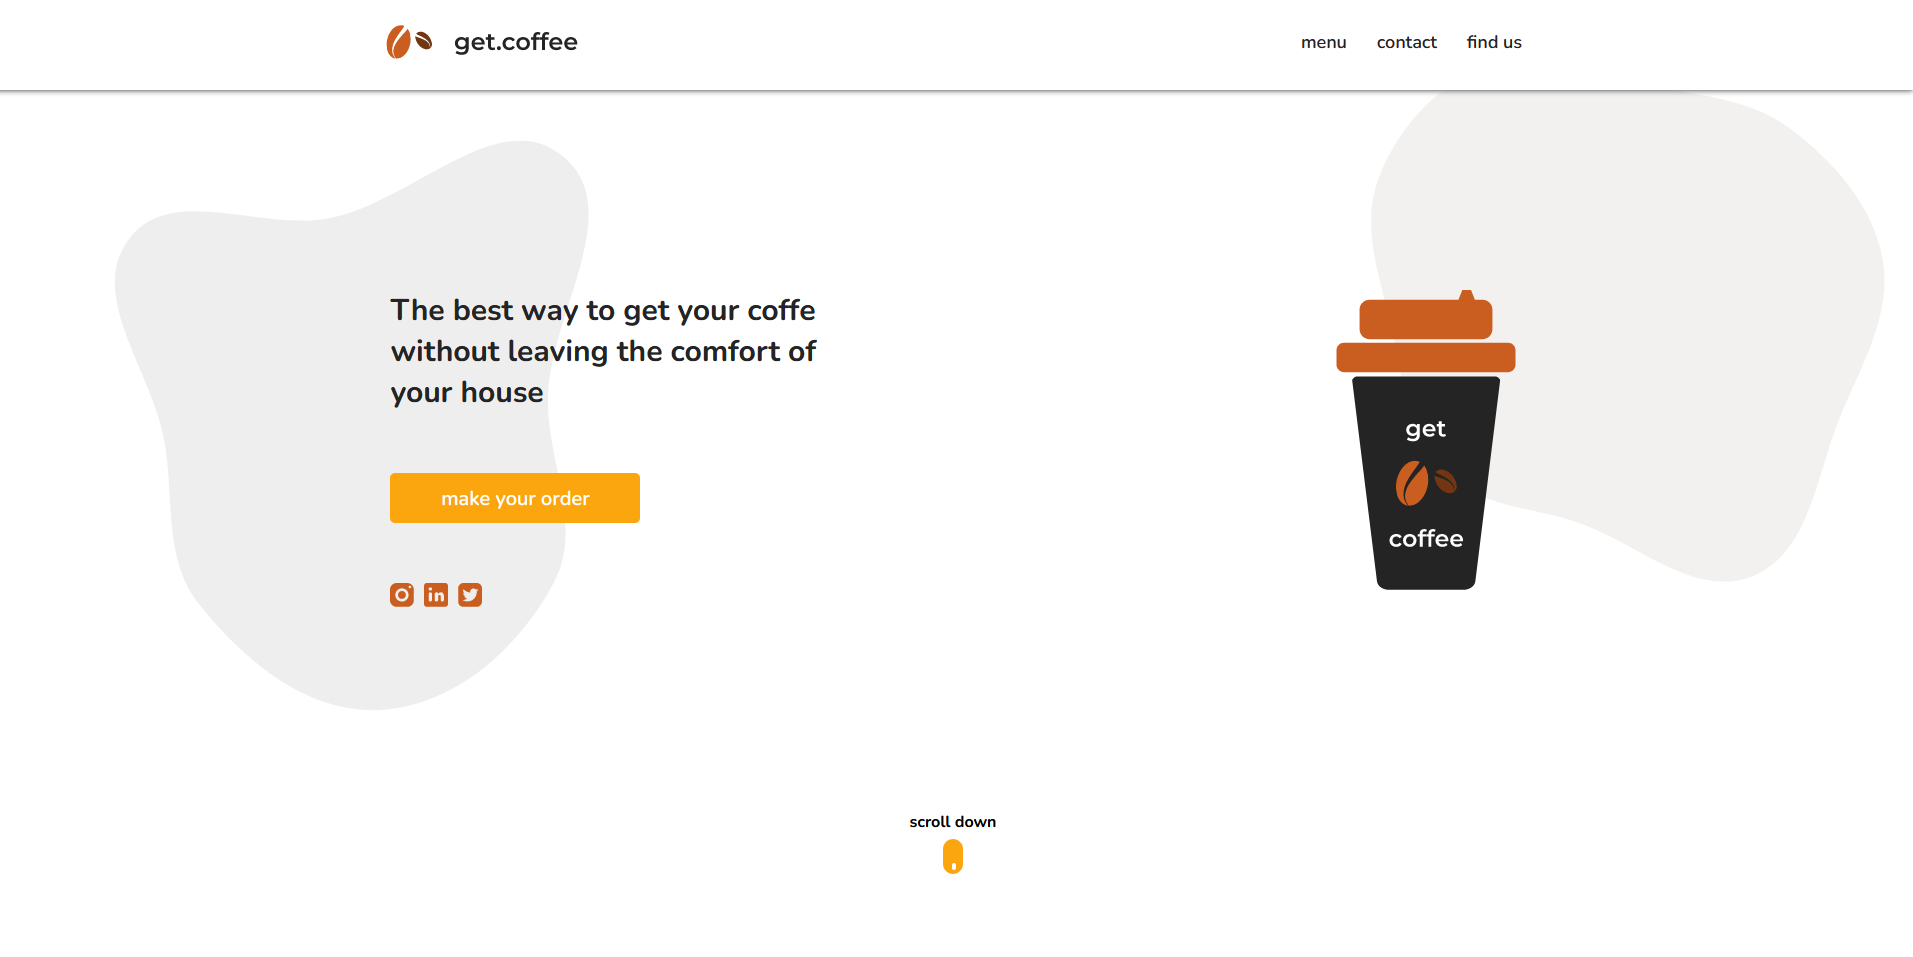 get.coffee
menu
contact
find us
The best way to get your coffe
without leaving the comfort of
your house
make your order
in
get
coffee
scroll down